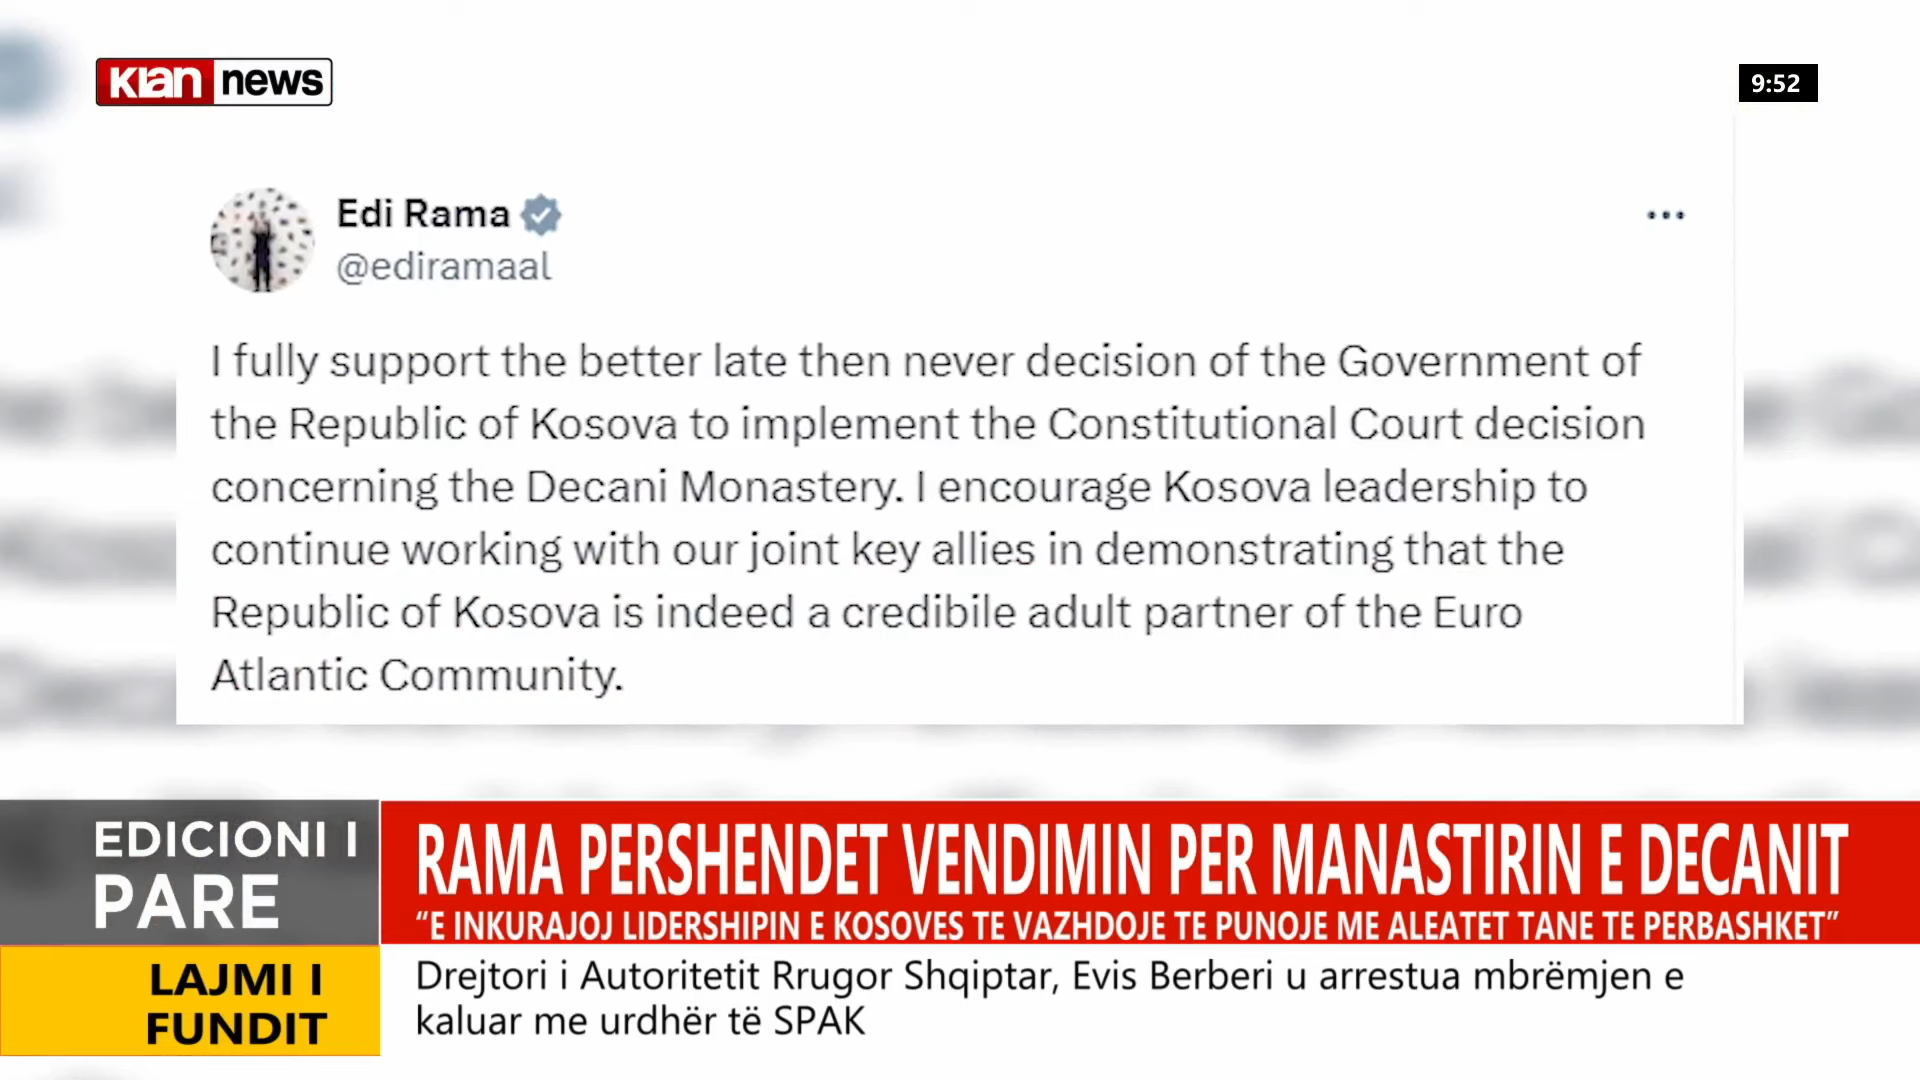 Klan news
9:52
Edi Rama
@ediramaal
I fully support the better late then never decision of the Government of
the Republic of Kosova to implement the Constitutional Court decision
concerning the Decani Monastery. I encourage Kosova leadership to
continue working with our joint key allies in demonstrating that the
Republic of Kosova is indeed a credibile adult partner of the Euro
Atlantic Community.
EDICIONI I
PARE
RAMA PERSHENDET VENDIMIN PER MANASTIRIN E DECANIT
“E INKURAJOJ LIDERSHIPIN E KOSOVES TE VAZHDOJE TE PUNOJE ME ALEATET TANE TE PERBASHKET”
LAJMI I
FUNDIT
Drejtori i Autoritetit Rrugor Shqiptar, Evis Berberi u arrestua mbrëmjen e
kaluar me urdhër të SPAK